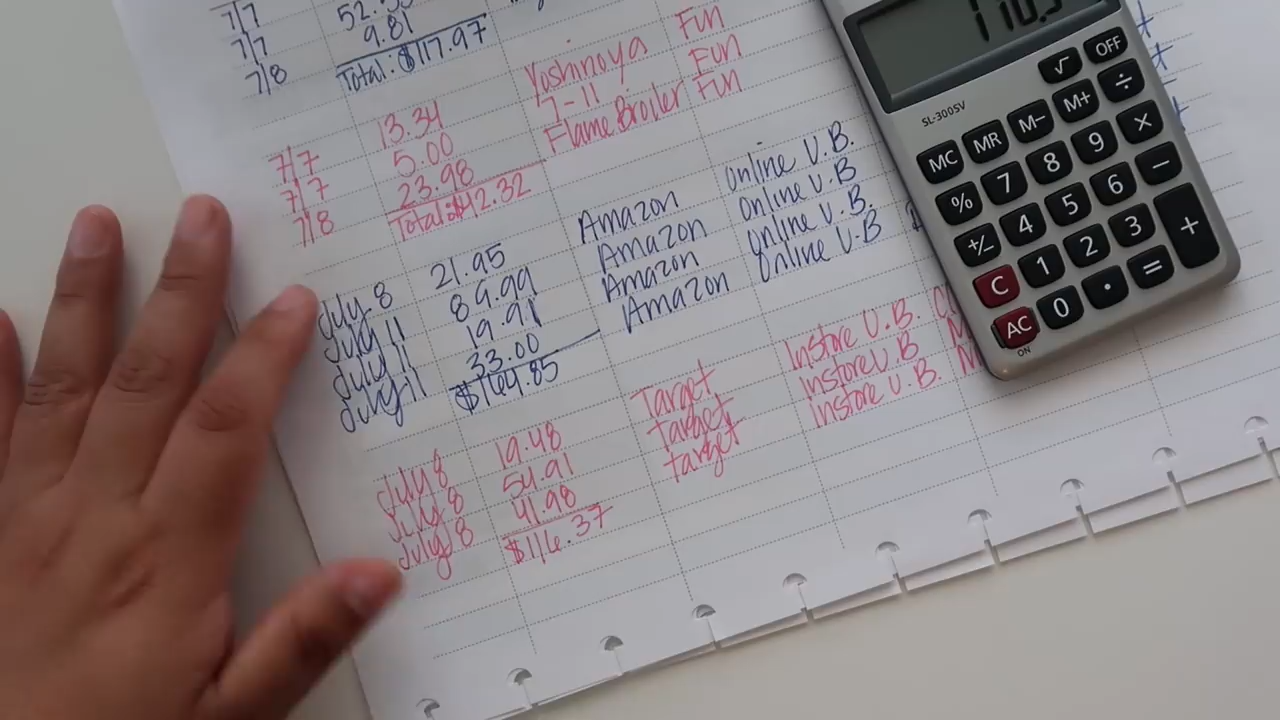 7/7
7/7 9.81
7/8 Total: $117.97
7/7 13.34 Yoshinoya Fun
7/7 5.00 7-11 Fun
7/8 23.98 Flame Broiler Fun
Total: $42.32
July 8 21.95 Amazon online U.B.
July 11 89.99 Amazon online U.B
July 11 19.91 Amazon online U.B.
July 11 33.00 Amazon online U.B
$164.85
July 8 19.48 Target Instore U.B.
July 8 54.91 target Instore U.B
July 8 41.98 target Instore U.B.
$116.37
SL-300SV
√ OFF
MC MR M- M+ ÷
% 7 8 9 ×
+/- 4 5 6 −
C 1 2 3 +
AC 0 . =
ON